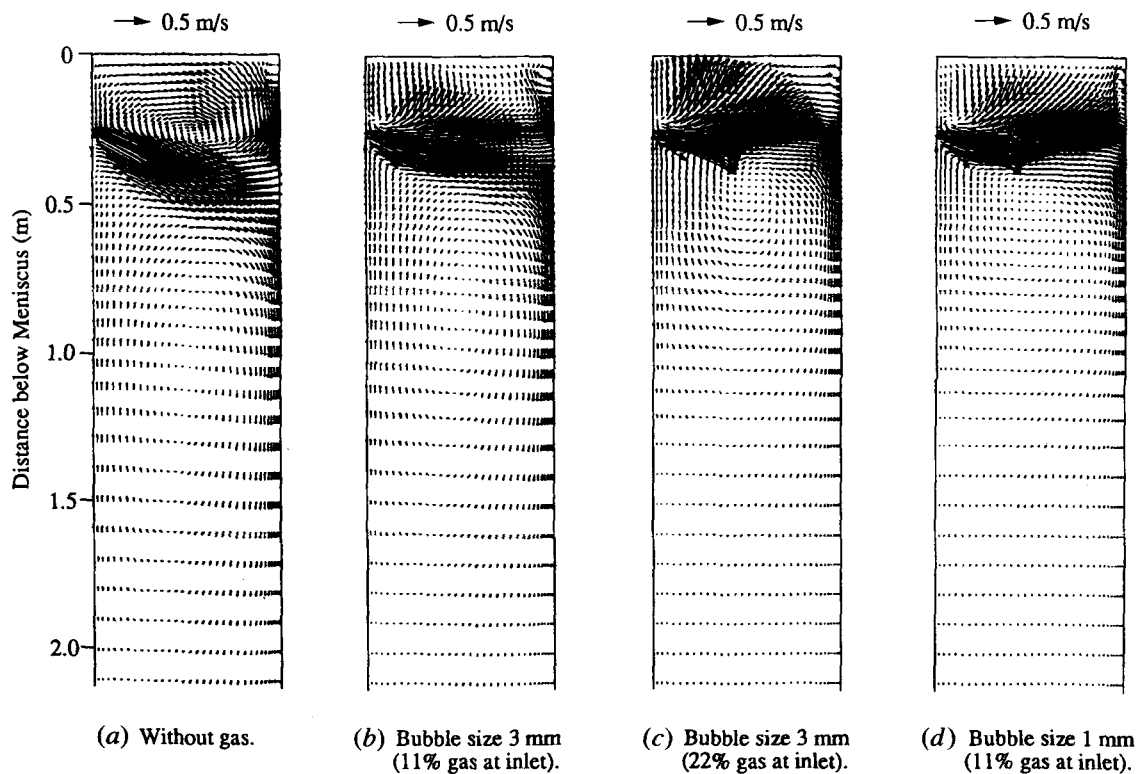 0.5 m/s 0.5 m/s 0.5 m/s 0.5 m/s
0
0.5
1.0
1.5
2.0
Distance below Meniscus (m)
(a) Without gas. (b) Bubble size 3 mm (c) Bubble size 3 mm (d) Bubble size 1 mm
(11% gas at inlet). (22% gas at inlet). (11% gas at inlet).